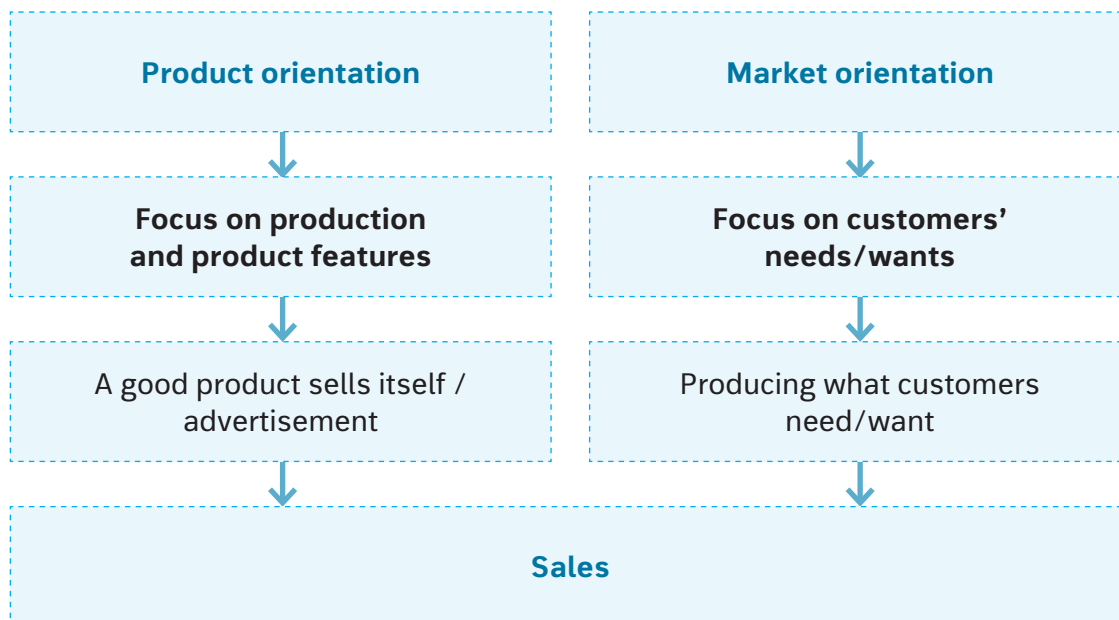 Product orientation
Focus on production
and product features
A good product sells itself /
advertisement
Market orientation
Focus on customers’
needs/wants
Producing what customers
need/want
Sales